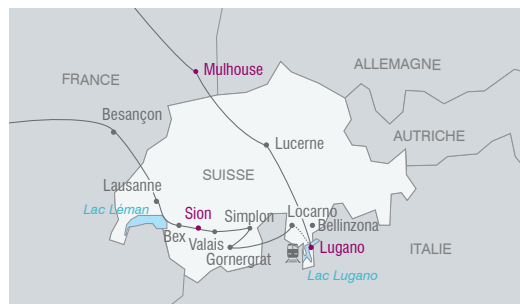 ALLEMAGNE
Mulhouse
FRANCE
Besançon
AUTRICHE
Lucerne
SUISSE
Lausanne
Lac Léman
Sion
Simplon
Locarno
Bellinzona
Bex
Valais
Lugano
ITALIE
Gornergrat
Lac Lugano